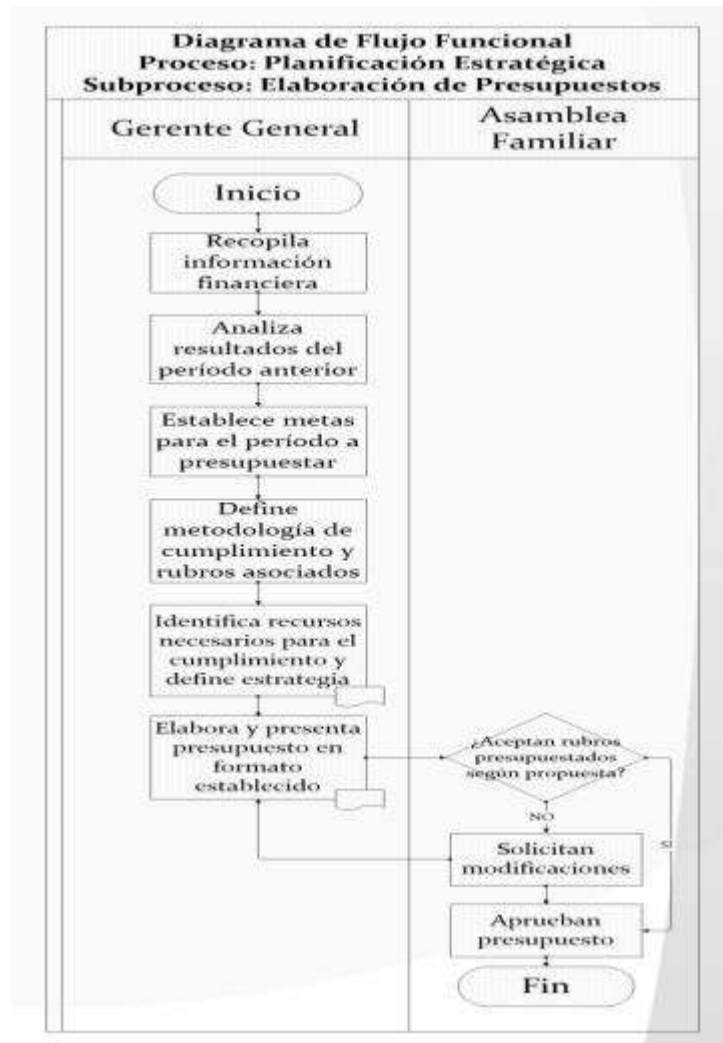 Diagrama de Flujo Funcional
Proceso: Planificación Estratégica
Subproceso: Elaboración de Presupuestos
Gerente General
Asamblea
Familiar
Inicio
Recopila
información
financiera
Analiza
resultados del
período anterior
Establece metas
para el período a
presupuestar
Define
metodología de
cumplimiento y
rubros asociados
Identifica recursos
necesarios para el
cumplimiento y
define estrategia
Elabora y presenta
presupuesto en
formato
establecido
¿Aceptan rubros
presupuestados
según propuesta?
NO
SI
Solicitan
modificaciones
Aprueban
presupuesto
Fin